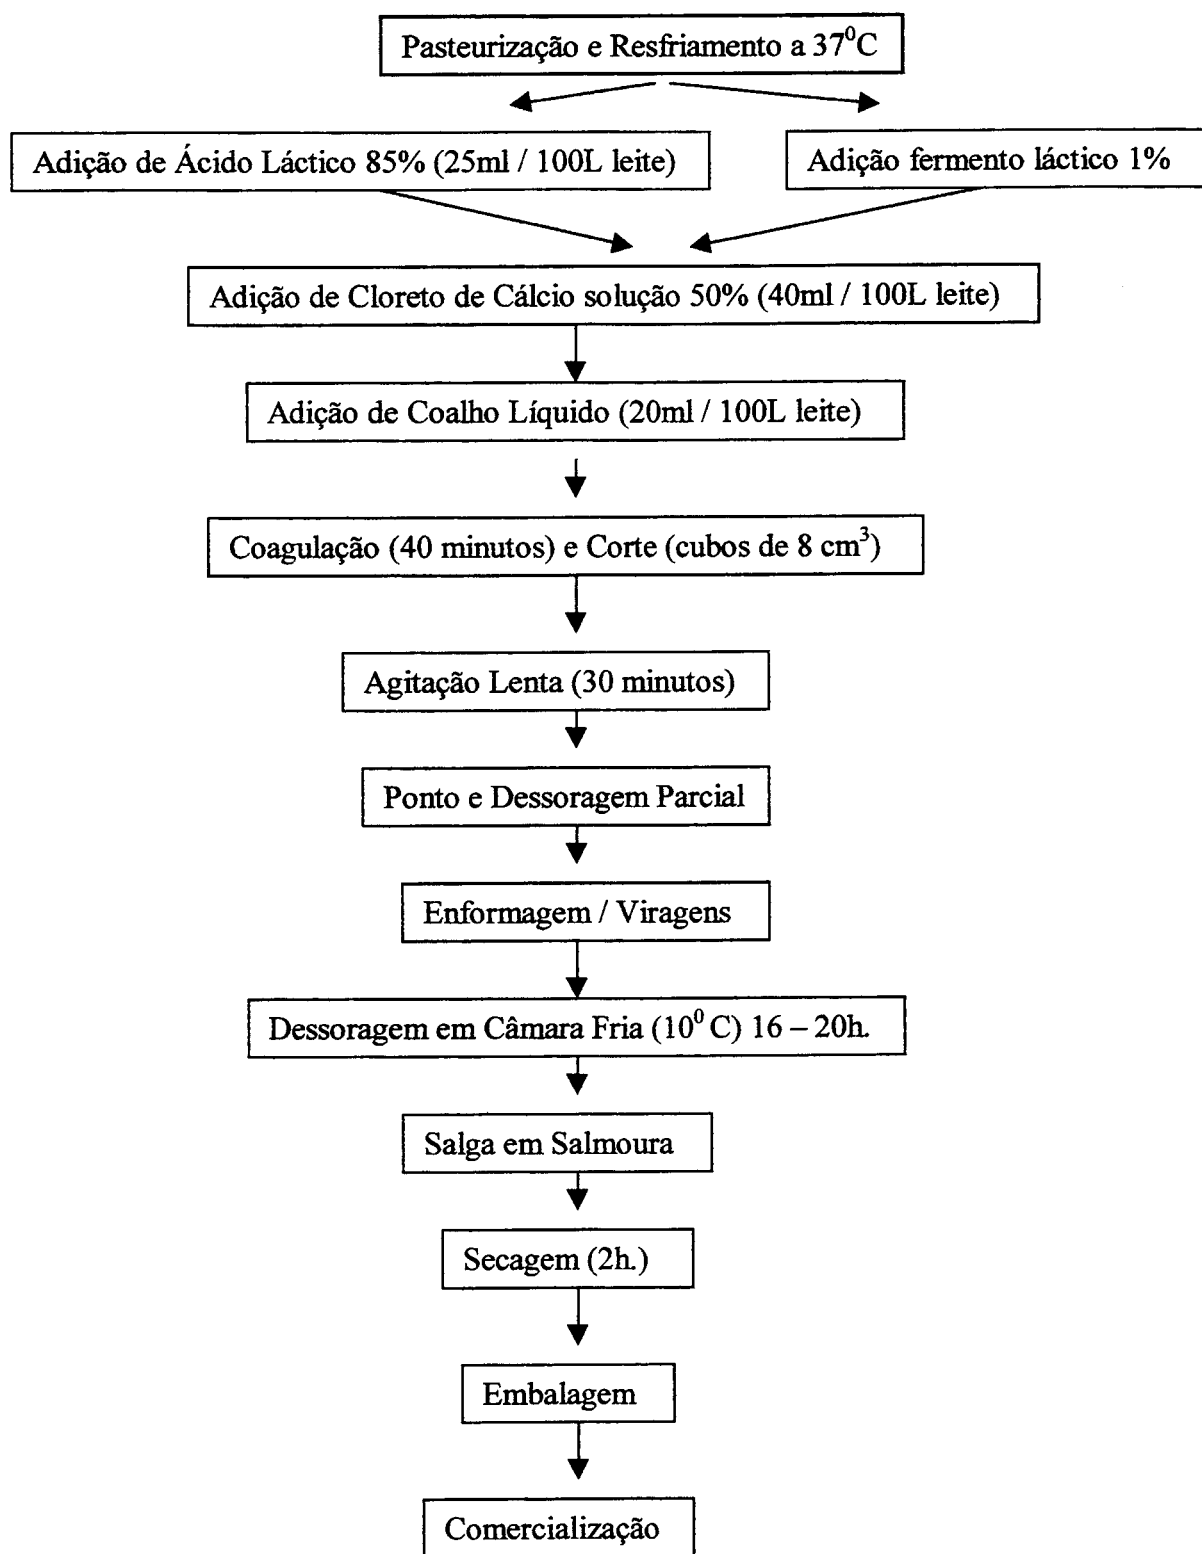 Pasteurização e Resfriamento a 37⁰C
Adição de Ácido Láctico 85% (25ml / 100L leite)
Adição fermento láctico 1%
Adição de Cloreto de Cálcio solução 50% (40ml / 100L leite)
Adição de Coalho Líquido (20ml / 100L leite)
Coagulação (40 minutos) e Corte (cubos de 8 cm³)
Agitação Lenta (30 minutos)
Ponto e Dessoragem Parcial
Enformagem / Viragens
Dessoragem em Câmara Fria (10⁰ C) 16 – 20h.
Salga em Salmoura
Secagem (2h.)
Embalagem
Comercialização